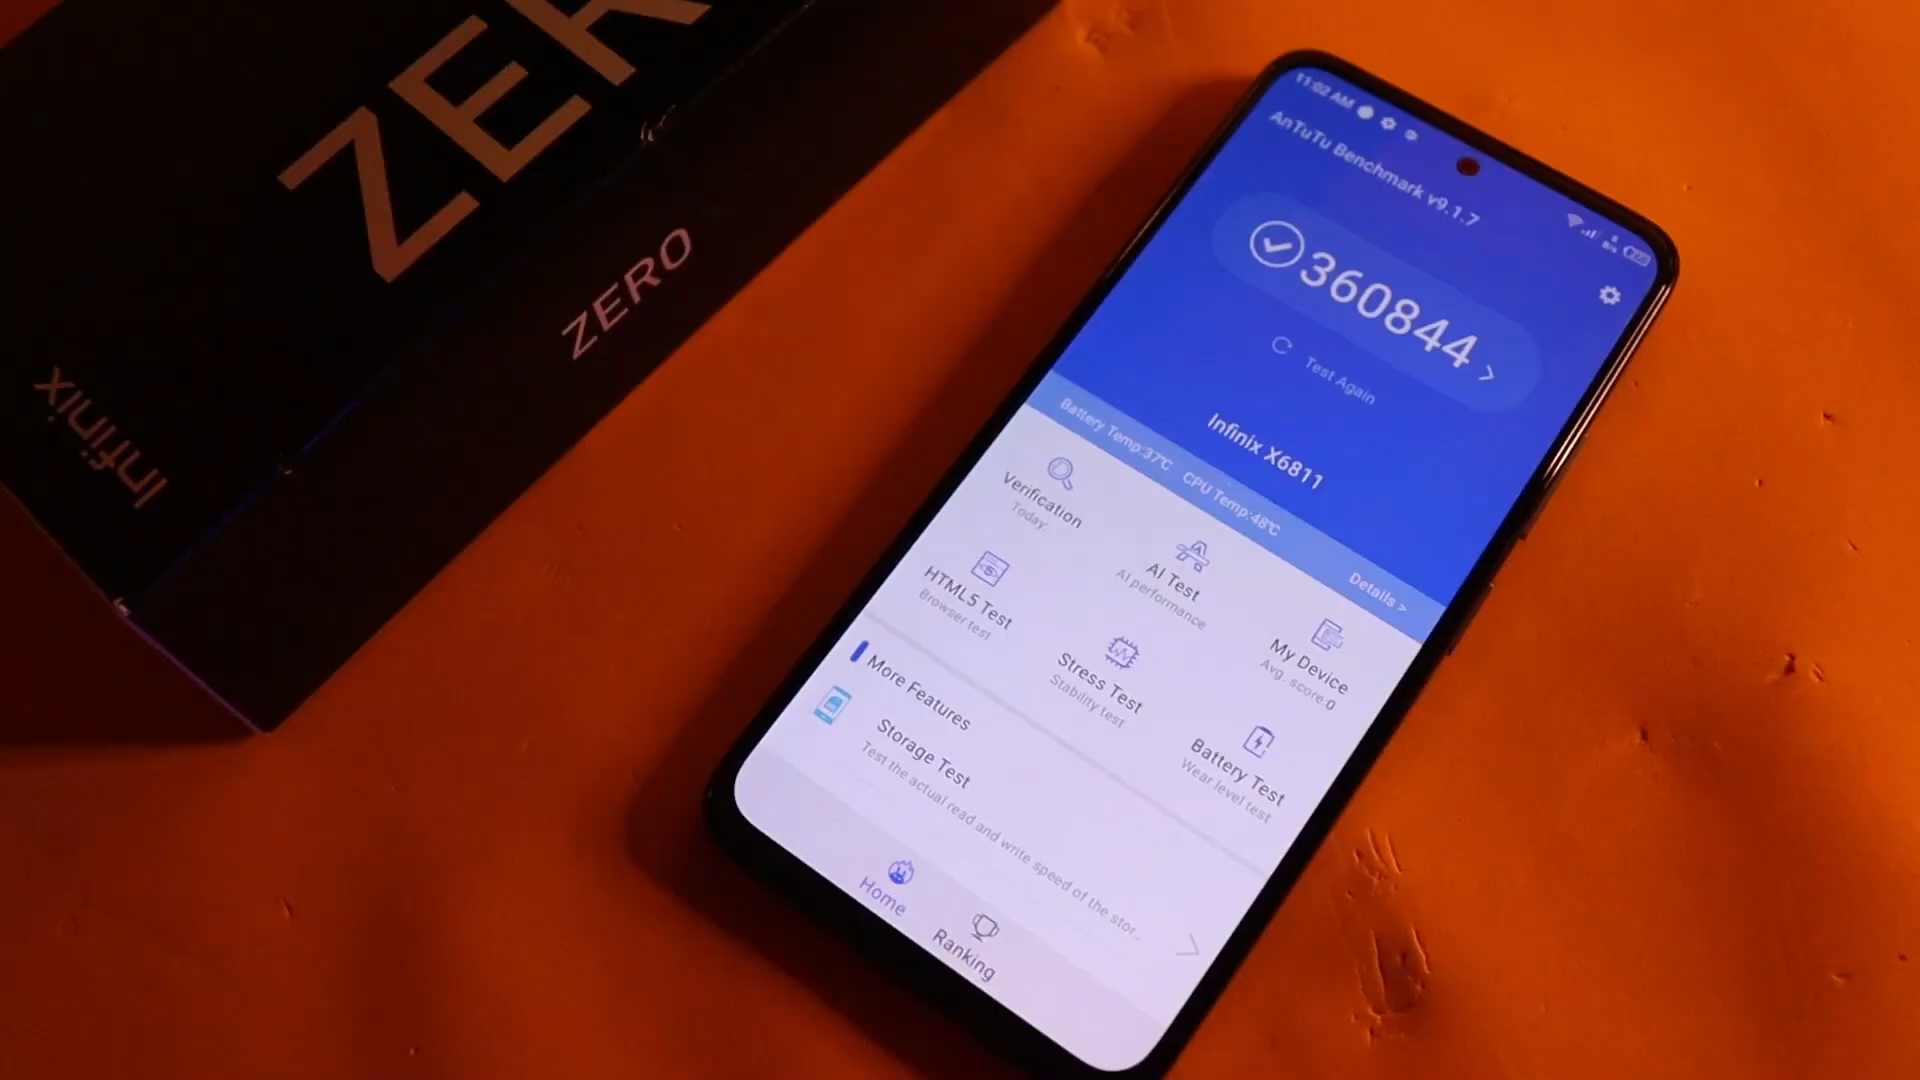 ZER
ZERO
Infinix
11:02 AM
AnTuTu Benchmark v9.1.7
360844
Test Again
Infinix X6811
Battery Temp:37℃ CPU Temp:48℃
Details >
Verification
Today
AI Test
AI performance
My Device
Avg. score:0
HTML5 Test
Browser test
Stress Test
Stability test
Battery Test
Wear level test
More Features
Storage Test
Test the actual read and write speed of the stor...
Home
Ranking